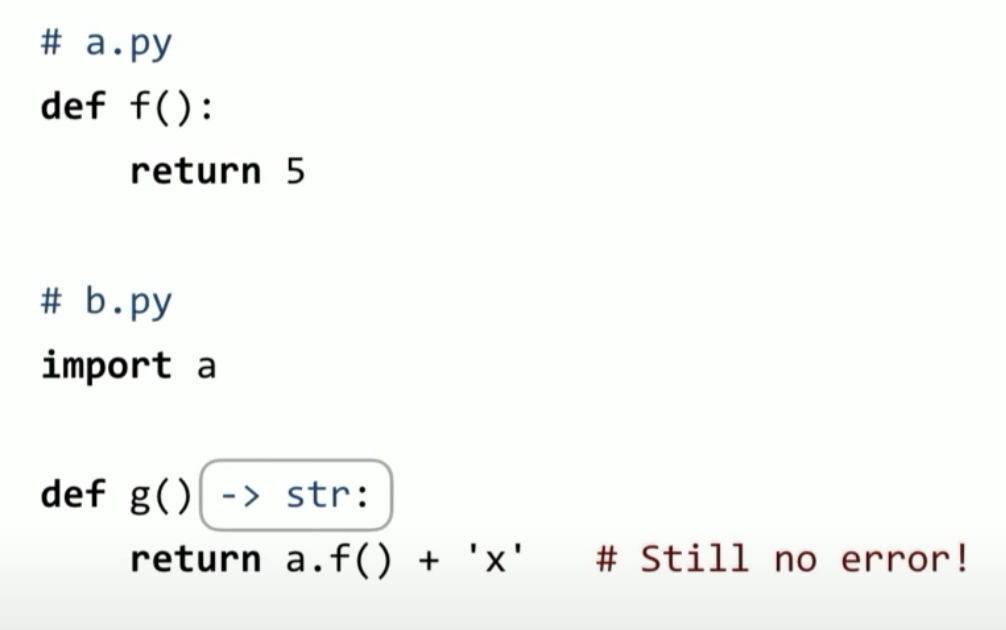 # a.py
def f():
    return 5
# b.py
import a
def g() -> str:
    return a.f() + 'x'   # Still no error!